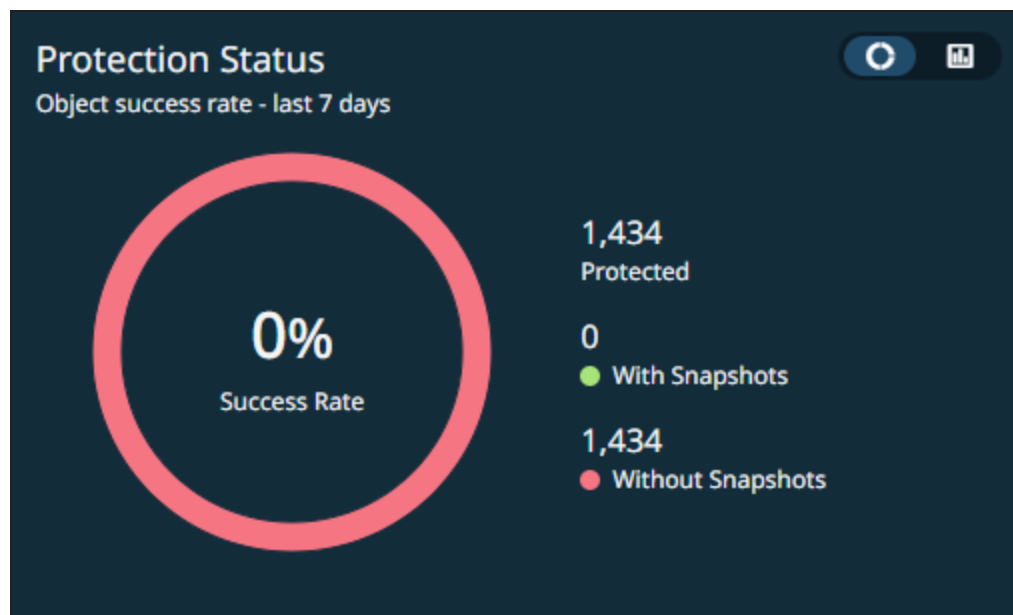 Protection Status
Object success rate - last 7 days
0%
Success Rate
1,434
Protected
0
With Snapshots
1,434
Without Snapshots